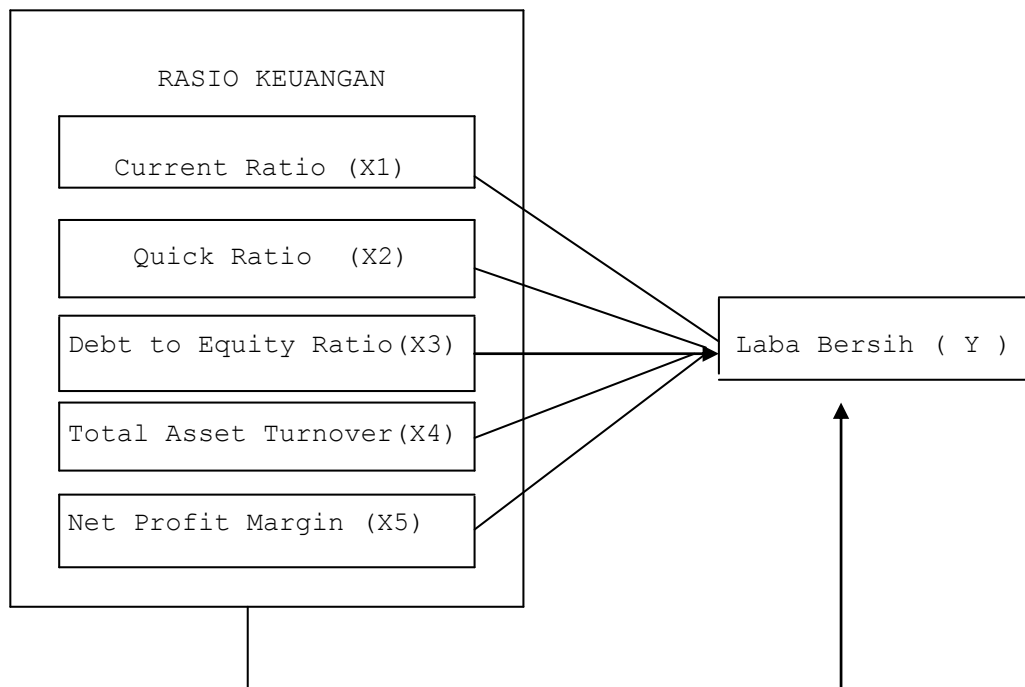 RASIO KEUANGAN
Current Ratio (X1)
Quick Ratio (X2)
Debt to Equity Ratio(X3)
Laba Bersih ( Y )
Total Asset Turnover(X4)
Net Profit Margin (X5)